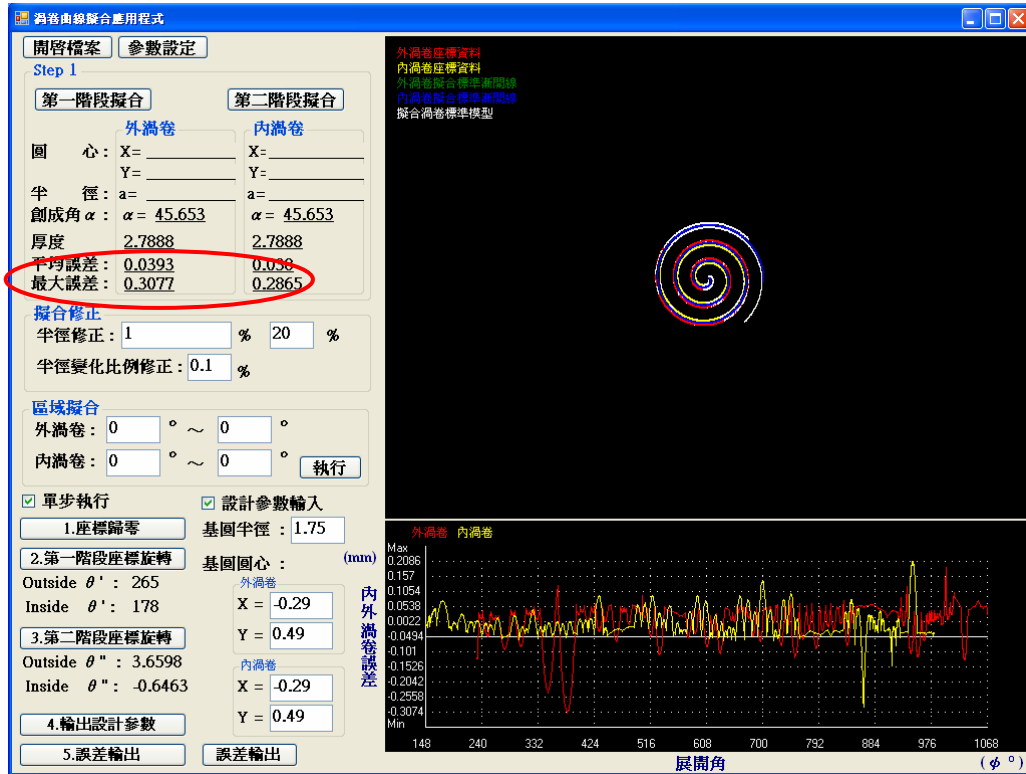 渦卷曲線擬合應用程式
開啓檔案 參數設定
Step 1
第一階段擬合 第二階段擬合
外渦卷 內渦卷
圓 心： X= X=
Y= Y=
半 徑： a= a=
創成角α： α= 45.653 α= 45.653
厚度 2.7888 2.7888
平均誤差： 0.0393 0.038
最大誤差： 0.3077 0.2865
擬合修正
半徑修正： 1 % 20 %
半徑變化比例修正： 0.1 %
區域擬合
外渦卷： 0 ° ～ 0 °
內渦卷： 0 ° ～ 0 ° 執行
單步執行 設計參數輸入
1.座標歸零 基圓半徑： 1.75 (mm)
2.第一階段座標旋轉 基圓圓心：
Outside θ'： 265
Inside θ'： 178
外渦卷
X = -0.29
Y = 0.49
3.第二階段座標旋轉
Outside θ"： 3.6598
Inside θ"： -0.6463
內渦卷
X = -0.29
Y = 0.49
4.輸出設計參數
5.誤差輸出 誤差輸出
外渦卷座標資料
內渦卷座標資料
外渦卷擬合標準漸開線
內渦卷擬合標準漸開線
擬合渦卷標準模型
外渦卷 內渦卷
內外渦卷誤差
Max
0.2086
0.157
0.1054
0.0538
0.0022
-0.0494
-0.101
-0.1526
-0.2042
-0.2558
-0.3074
Min
148 240 332 424 516 608 700 792 884 976 1068
展開角 (ϕ °)